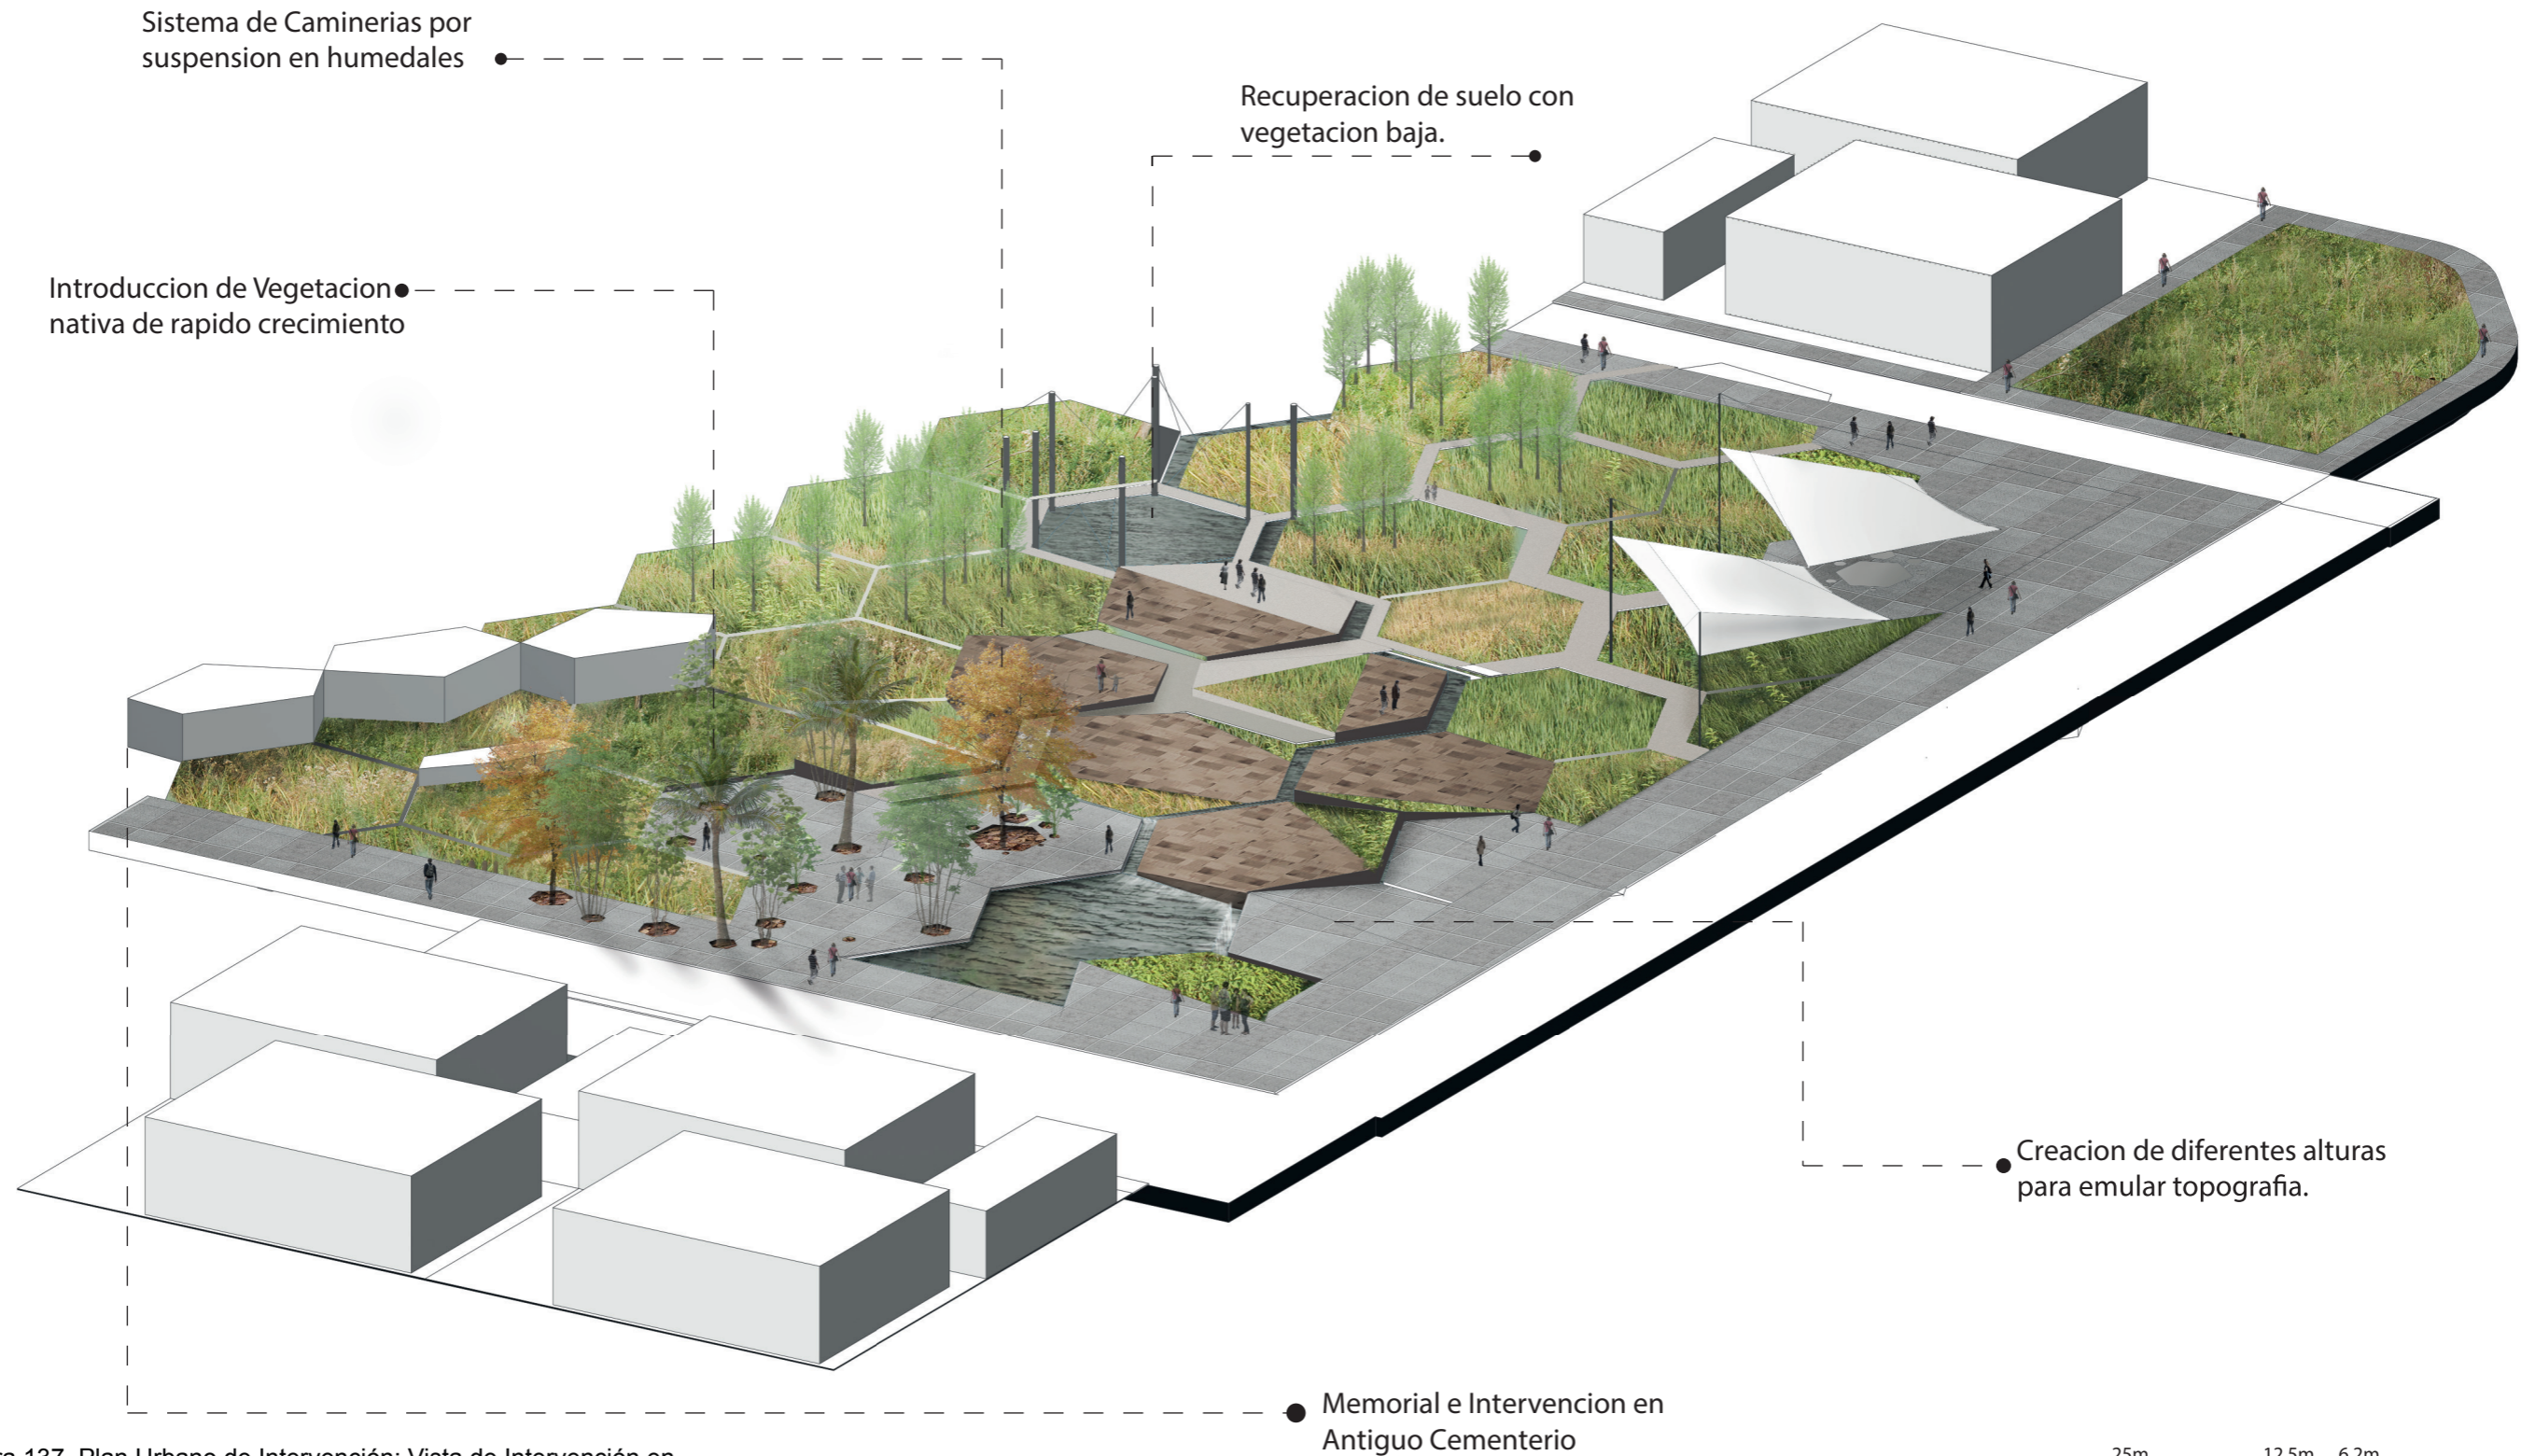 Sistema de Caminerias por
suspension en humedales
Recuperacion de suelo con
vegetacion baja.
Introduccion de Vegetacion
nativa de rapido crecimiento
Creacion de diferentes alturas
para emular topografia.
Memorial e Intervencion en
Antiguo Cementerio
137. Plan Urbano de Intervención: Vista de Intervención en
25m 12.5m 6.2m